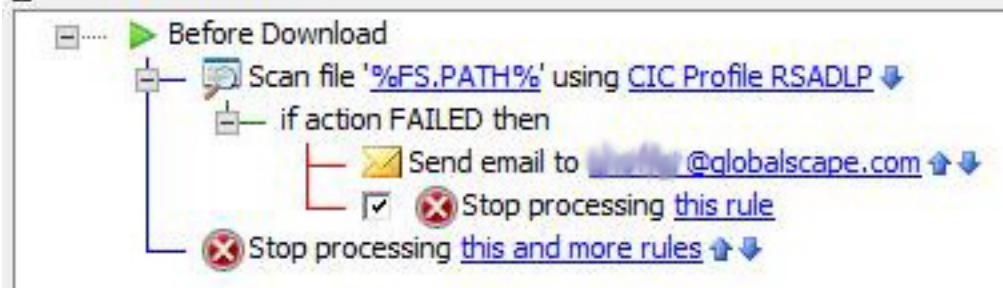 Before Download
Scan file '%FS.PATH%' using CIC Profile RSADLP
if action FAILED then
Send email to @globalscape.com
Stop processing this rule
Stop processing this and more rules